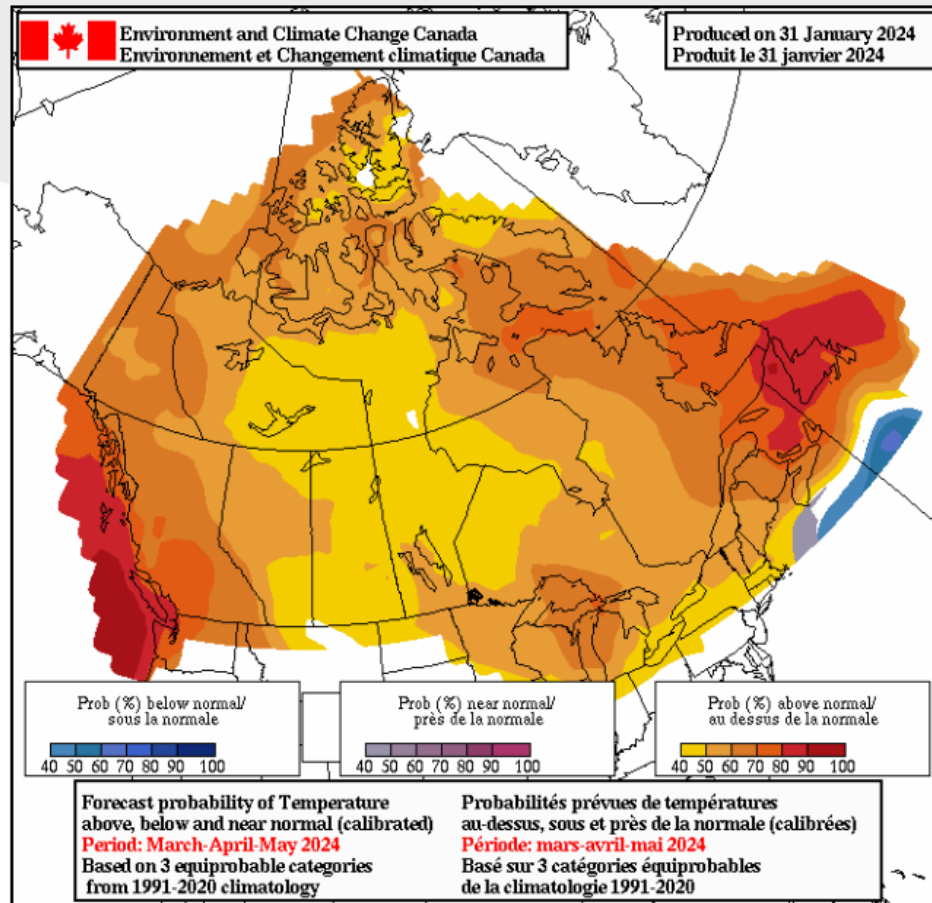 Environment and Climate Change Canada
Environnement et Changement climatique Canada
Produced on 31 January 2024
Produit le 31 janvier 2024
Prob (%) below normal/
sous la normale
40 50 60 70 80 90 100
Prob (%) near normal/
près de la normale
40 50 60 70 80 90 100
Prob (%) above normal/
au dessus de la normale
40 50 60 70 80 90 100
Forecast probability of Temperature
above, below and near normal (calibrated)
Period: March-April-May 2024
Based on 3 equiprobable categories
from 1991-2020 climatology
Probabilités prévues de températures
au-dessus, sous et près de la normale (calibrées)
Période: mars-avril-mai 2024
Basé sur 3 catégories équiprobables
de la climatologie 1991-2020